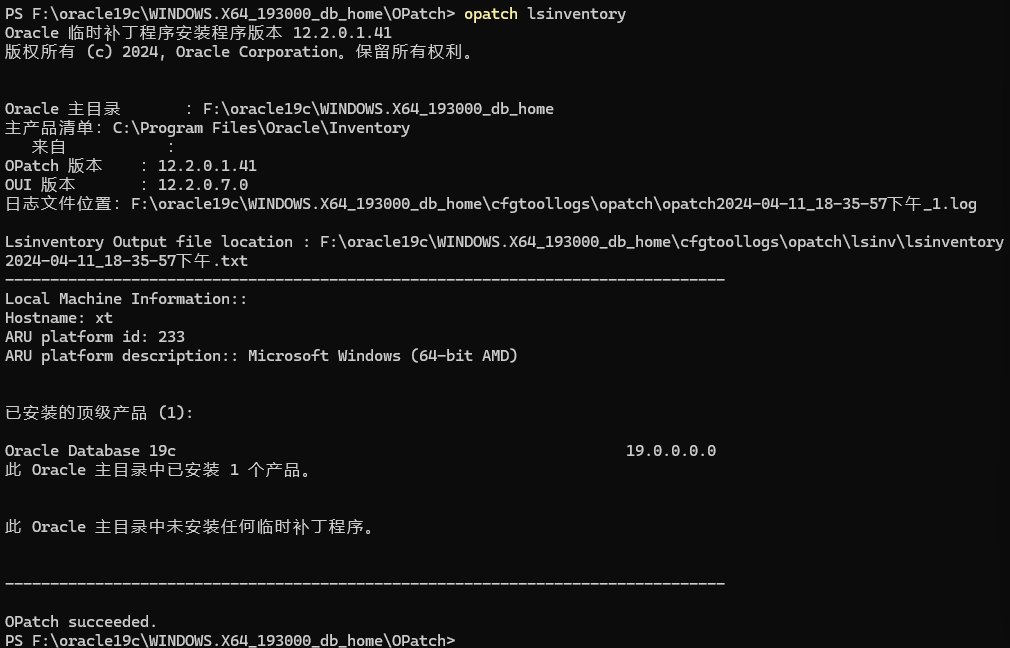 PS F:\oracle19c\WINDOWS.X64_193000_db_home\OPatch> opatch lsinventory
Oracle 临时补丁程序安装程序版本 12.2.0.1.41
版权所有 (c) 2024, Oracle Corporation。保留所有权利。
Oracle 主目录       : F:\oracle19c\WINDOWS.X64_193000_db_home
主产品清单: C:\Program Files\Oracle\Inventory
   来自           :
OPatch 版本    : 12.2.0.1.41
OUI 版本       : 12.2.0.7.0
日志文件位置: F:\oracle19c\WINDOWS.X64_193000_db_home\cfgtoollogs\opatch\opatch2024-04-11_18-35-57下午_1.log
Lsinventory Output file location : F:\oracle19c\WINDOWS.X64_193000_db_home\cfgtoollogs\opatch\lsinv\lsinventory
2024-04-11_18-35-57下午.txt
--------------------------------------------------------------------------------
Local Machine Information::
Hostname: xt
ARU platform id: 233
ARU platform description:: Microsoft Windows (64-bit AMD)
已安装的顶级产品 (1):
Oracle Database 19c                                                  19.0.0.0.0
此 Oracle 主目录中已安装 1 个产品。
此 Oracle 主目录中未安装任何临时补丁程序。
--------------------------------------------------------------------------------
OPatch succeeded.
PS F:\oracle19c\WINDOWS.X64_193000_db_home\OPatch>